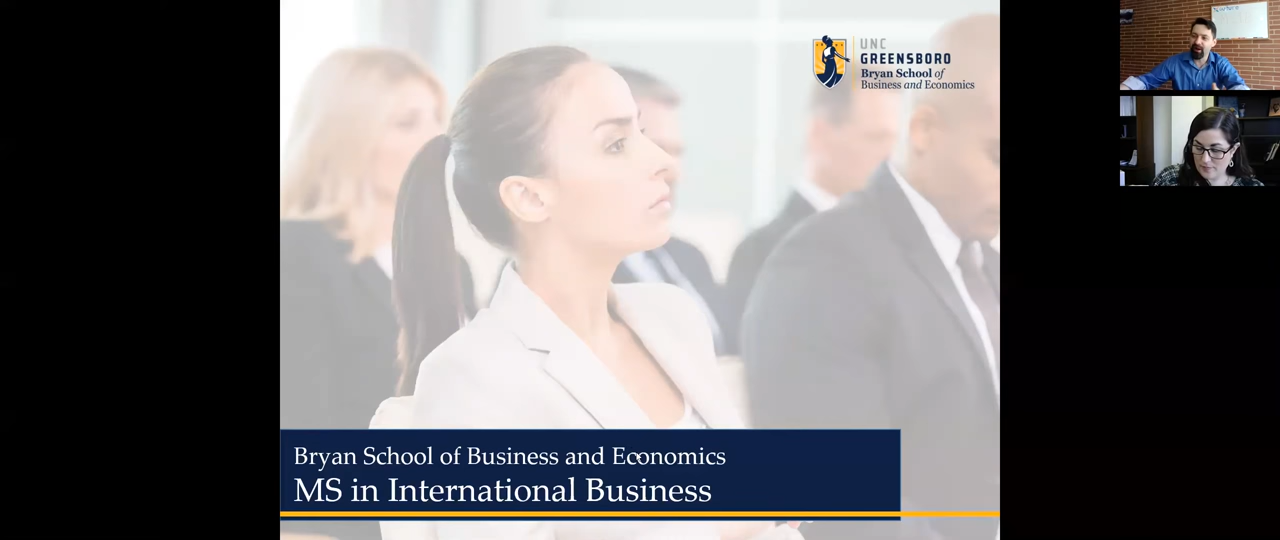 UNC
GREENSBORO
Bryan School of
Business and Economics
Bryan School of Business and Economics
MS in International Business